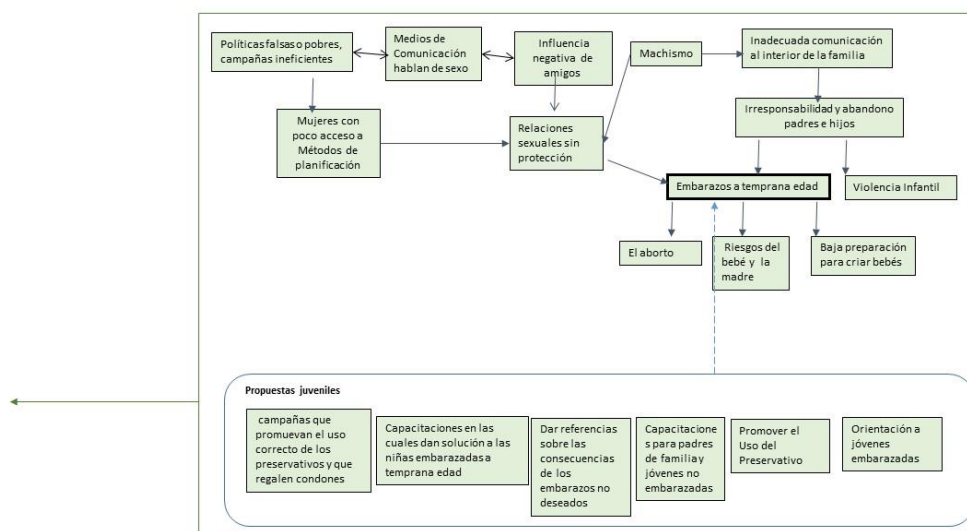 Políticas falsas o pobres,
campañas ineficientes
Medios de
Comunicación
hablan de sexo
Influencia
negativa de
amigos
Machismo
Inadecuada comunicación
al interior de la familia
Mujeres con
poco acceso a
Métodos de
planificación
Relaciones
sexuales sin
protección
Irresponsabilidad y abandono
padres e hijos
Embarazos a temprana edad
Violencia Infantil
El aborto
Riesgos del
bebé y la
madre
Baja preparación
para criar bebés
Propuestas juveniles
campañas que
promuevan el uso
correcto de los
preservativos y que
regalen condones
Capacitaciones en las
cuales dan solución a las
niñas embarazadas a
temprana edad
Dar referencias
sobre las
consecuencias
de los
embarazos no
deseados
Capacitacione
s para padres
de familia y
jóvenes no
embarazadas
Promover el
Uso del
Preservativo
Orientación a
jóvenes
embarazadas